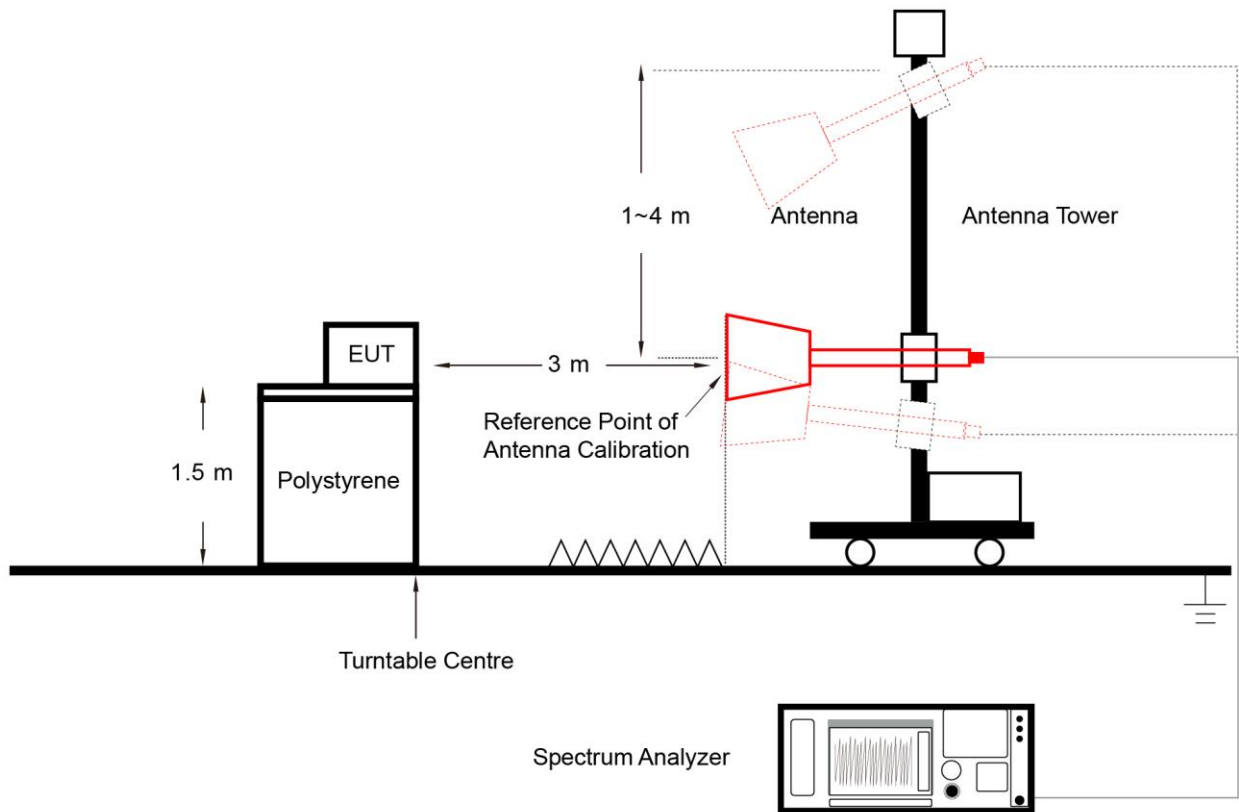 1~4 m
Antenna
Antenna Tower
EUT
3 m
Reference Point of
Antenna Calibration
1.5 m
Polystyrene
Turntable Centre
Spectrum Analyzer